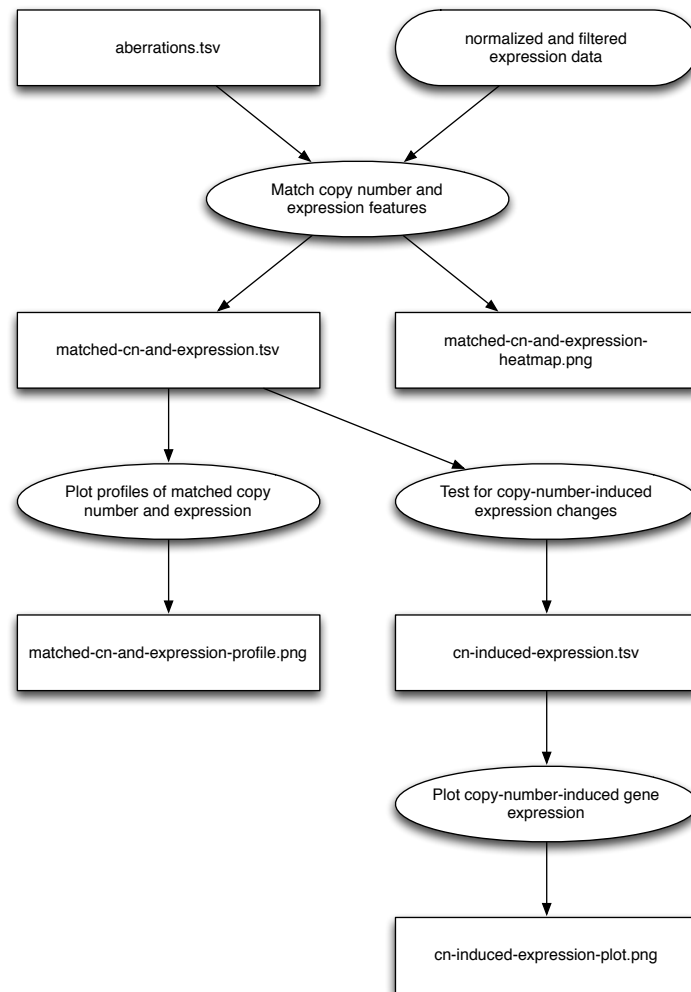 aberrations.tsv
normalized and filtered
expression data
Match copy number and
expression features
matched-cn-and-expression.tsv
matched-cn-and-expression-
heatmap.png
Plot profiles of matched copy
number and expression
Test for copy-number-induced
expression changes
matched-cn-and-expression-profile.png
cn-induced-expression.tsv
Plot copy-number-induced gene
expression
cn-induced-expression-plot.png